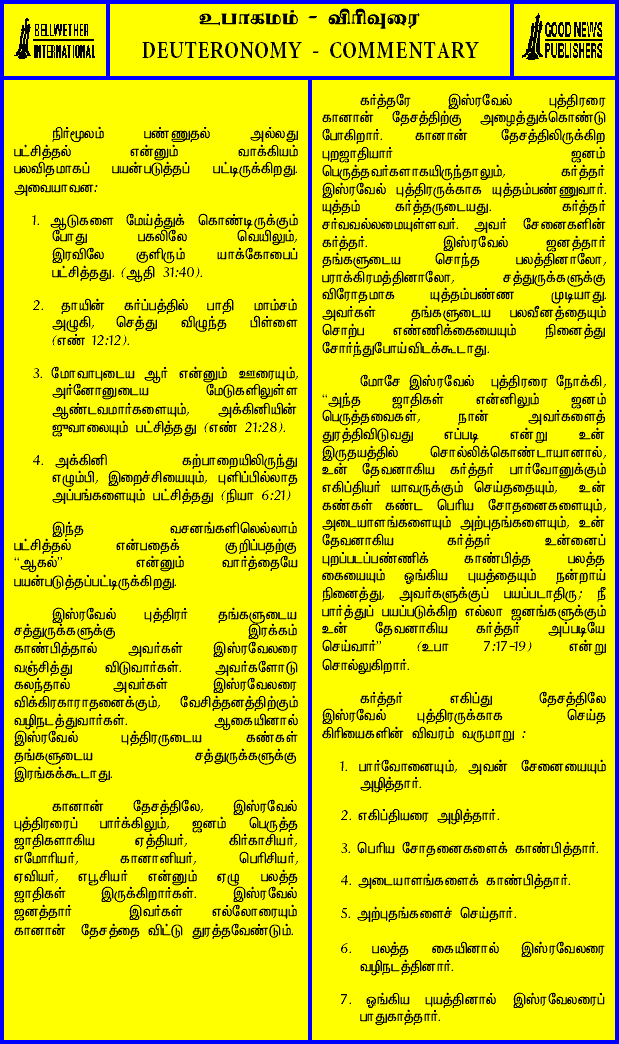 உபாகமம் - விரிவுரை
BELLWETHER
INTERNATIONAL
DEUTERONOMY - COMMENTARY
GOOD NEWS
PUBLISHERS
நிர்மூலம் பண்ணுதல் அல்லது
பட்சித்தல் என்னும் வாக்கியம்
பலவிதமாகப் பயன்படுத்தப் பட்டிருக்கிறது.
அவையாவன:
1. ஆடுகளை மேய்த்துக் கொண்டிருக்கும்
போது பகலிலே வெயிலும்,
இரவிலே குளிரும் யாக்கோபைப்
பட்சித்தது. (ஆதி 31:40).
2. தாயின் கர்ப்பத்தில் பாதி மாம்சம்
அழுகி, செத்து விழுந்த பிள்ளை
(எண் 12:12).
3. மோவாபுடைய ஆர் என்னும் ஊரையும்,
அர்னோனுடைய மேடுகளிலுள்ள
ஆண்டவமார்களையும், அக்கினியின்
ஜுவாலையும் பட்சித்தது (எண் 21:28).
4. அக்கினி கற்பாறையிலிருந்து
எழும்பி, இறைச்சியையும், புளிப்பில்லாத
அப்பங்களையும் பட்சித்தது (நியா 6:21)
இந்த வசனங்களிலெல்லாம்
பட்சித்தல் என்பதைக் குறிப்பதற்கு
“ஆகல்” என்னும் வார்த்தையே
பயன்படுத்தப்பட்டிருக்கிறது.
இஸ்ரவேல் புத்திரர் தங்களுடைய
சத்துருக்களுக்கு இரக்கம்
காண்பித்தால் அவர்கள் இஸ்ரவேலரை
வஞ்சித்து விடுவார்கள். அவர்களோடு
கலந்தால் அவர்கள் இஸ்ரவேலரை
விக்கிரகாராதனைக்கும், வேசித்தனத்திற்கும்
வழிநடத்துவார்கள். ஆகையினால்
இஸ்ரவேல் புத்திரருடைய கண்கள்
தங்களுடைய சத்துருக்களுக்கு
இரங்கக்கூடாது.
கானான் தேசத்திலே, இஸ்ரவேல்
புத்திரரைப் பார்க்கிலும், ஜனம் பெருத்த
ஜாதிகளாகிய ஏத்தியர், கிர்காசியர்,
எமோரியர், கானானியர், பெரிசியர்,
ஏவியர், எபூசியர் என்னும் ஏழு பலத்த
ஜாதிகள் இருக்கிறார்கள். இஸ்ரவேல்
ஜனத்தார் இவர்கள் எல்லோரையும்
கானான் தேசத்தை விட்டு துரத்தவேண்டும்.
கர்த்தரே இஸ்ரவேல் புத்திரரை
கானான் தேசத்திற்கு அழைத்துக்கொண்டு
போகிறார். கானான் தேசத்திலிருக்கிற
புறஜாதியார் ஜனம்
பெருத்தவர்களாகயிருந்தாலும், கர்த்தர்
இஸ்ரவேல் புத்திரருக்காக யுத்தம்பண்ணுவார்.
யுத்தம் கர்த்தருடையது. கர்த்தர்
சர்வவல்லமையுள்ளவர். அவர் சேனைகளின்
கர்த்தர். இஸ்ரவேல் ஜனத்தார்
தங்களுடைய சொந்த பலத்தினாலோ,
பராக்கிரமத்தினாலோ, சத்துருக்களுக்கு
விரோதமாக யுத்தம்பண்ண முடியாது.
அவர்கள் தங்களுடைய பலவீனத்தையும்
சொற்ப எண்ணிக்கையையும் நினைத்து
சோர்ந்துபோய்விடக்கூடாது.
மோசே இஸ்ரவேல் புத்திரரை நோக்கி,
“அந்த ஜாதிகள் என்னிலும் ஜனம்
பெருத்தவைகள், நான் அவர்களைத்
துரத்திவிடுவது எப்படி என்று உன்
இருதயத்தில் சொல்லிக்கொண்டாயானால்,
உன் தேவனாகிய கர்த்தர் பார்வோனுக்கும்
எகிப்தியர் யாவருக்கும் செய்ததையும், உன்
கண்கள் கண்ட பெரிய சோதனைகளையும்,
அடையாளங்களையும் அற்புதங்களையும், உன்
தேவனாகிய கர்த்தர் உன்னைப்
புறப்படப்பண்ணிக் காண்பித்த பலத்த
கையையும் ஓங்கிய புயத்தையும் நன்றாய்
நினைத்து, அவர்களுக்குப் பயப்படாதிரு; நீ
பார்த்துப் பயப்படுகிற எல்லா ஜனங்களுக்கும்
உன் தேவனாகிய கர்த்தர் அப்படியே
செய்வார்” (உபா 7:17-19) என்று
சொல்லுகிறார்.
கர்த்தர் எகிப்து தேசத்திலே
இஸ்ரவேல் புத்திரருக்காக செய்த
கிரியைகளின் விவரம் வருமாறு :
1. பார்வோனையும், அவன் சேனையையும்
அழித்தார்.
2. எகிப்தியரை அழித்தார்.
3. பெரிய சோதனைகளைக் காண்பித்தார்.
4. அடையாளங்களைக் காண்பித்தார்.
5. அற்புதங்களைச் செய்தார்.
6. பலத்த கையினால் இஸ்ரவேலரை
வழிநடத்தினார்.
7. ஓங்கிய புயத்தினால் இஸ்ரவேலரைப்
பாதுகாத்தார்.